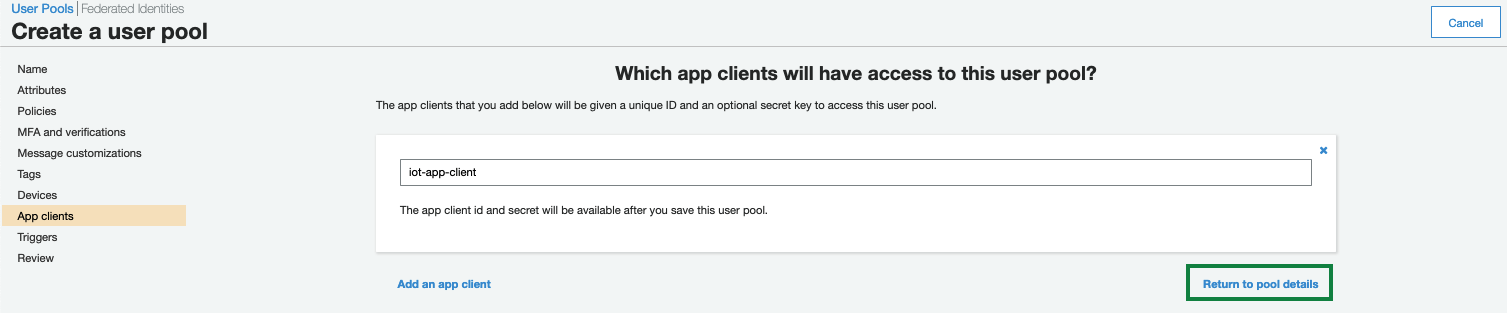 User Pools | Federated Identities
Create a user pool
Cancel
Name
Attributes
Policies
MFA and verifications
Message customizations
Tags
Devices
App clients
Triggers
Review
Which app clients will have access to this user pool?
The app clients that you add below will be given a unique ID and an optional secret key to access this user pool.
iot-app-client
The app client id and secret will be available after you save this user pool.
Add an app client
Return to pool details